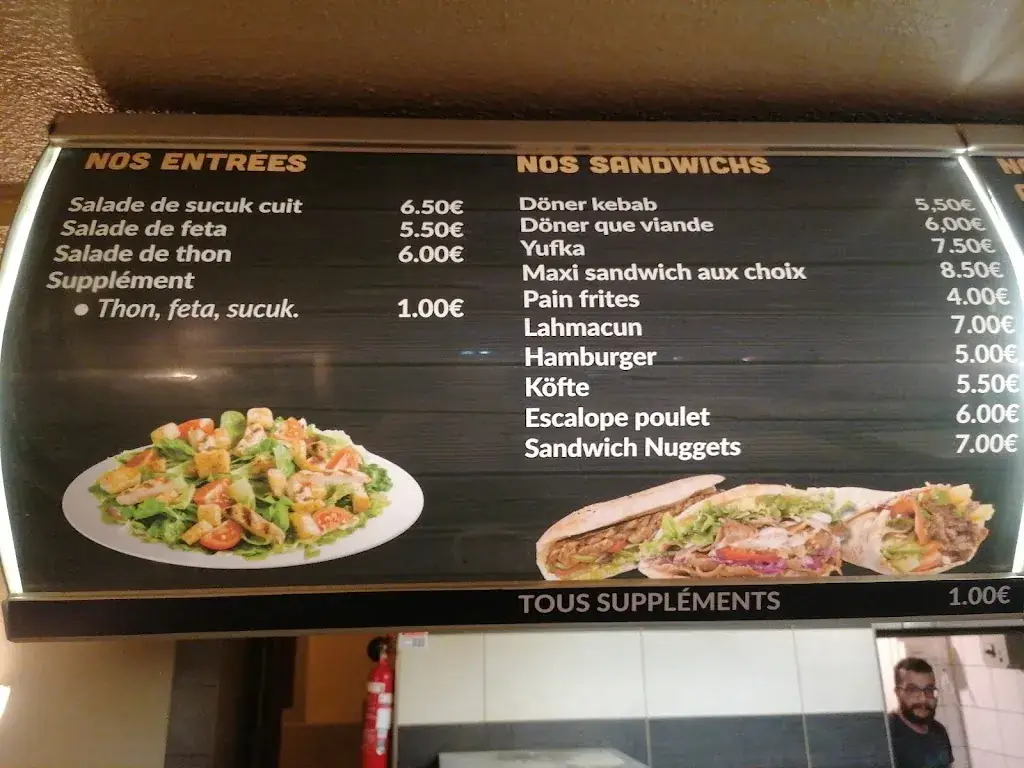 NOS ENTRÉES
Salade de sucuk cuit 6.50€
Salade de feta 5.50€
Salade de thon 6.00€
Supplément
• Thon, feta, sucuk. 1.00€
NOS SANDWICHS
Döner kebab 5,50€
Döner que viande 6,00€
Yufka 7.50€
Maxi sandwich aux choix 8.50€
Pain frites 4.00€
Lahmacun 7.00€
Hamburger 5.00€
Köfte 5.50€
Escalope poulet 6.00€
Sandwich Nuggets 7.00€
TOUS SUPPLÉMENTS 1.00€